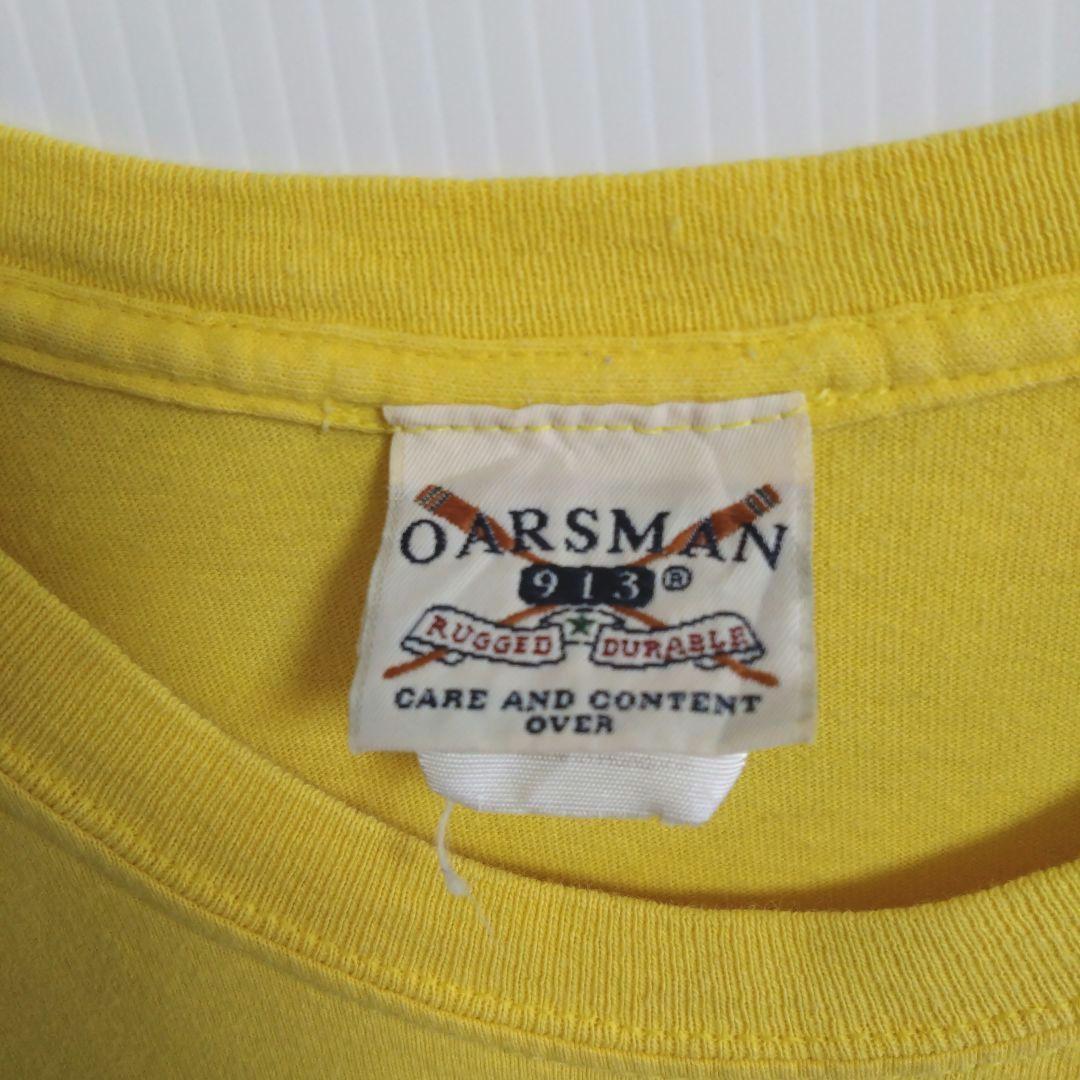 OARSMAN
913®
RUGGED DURABLE
CARE AND CONTENT
OVER